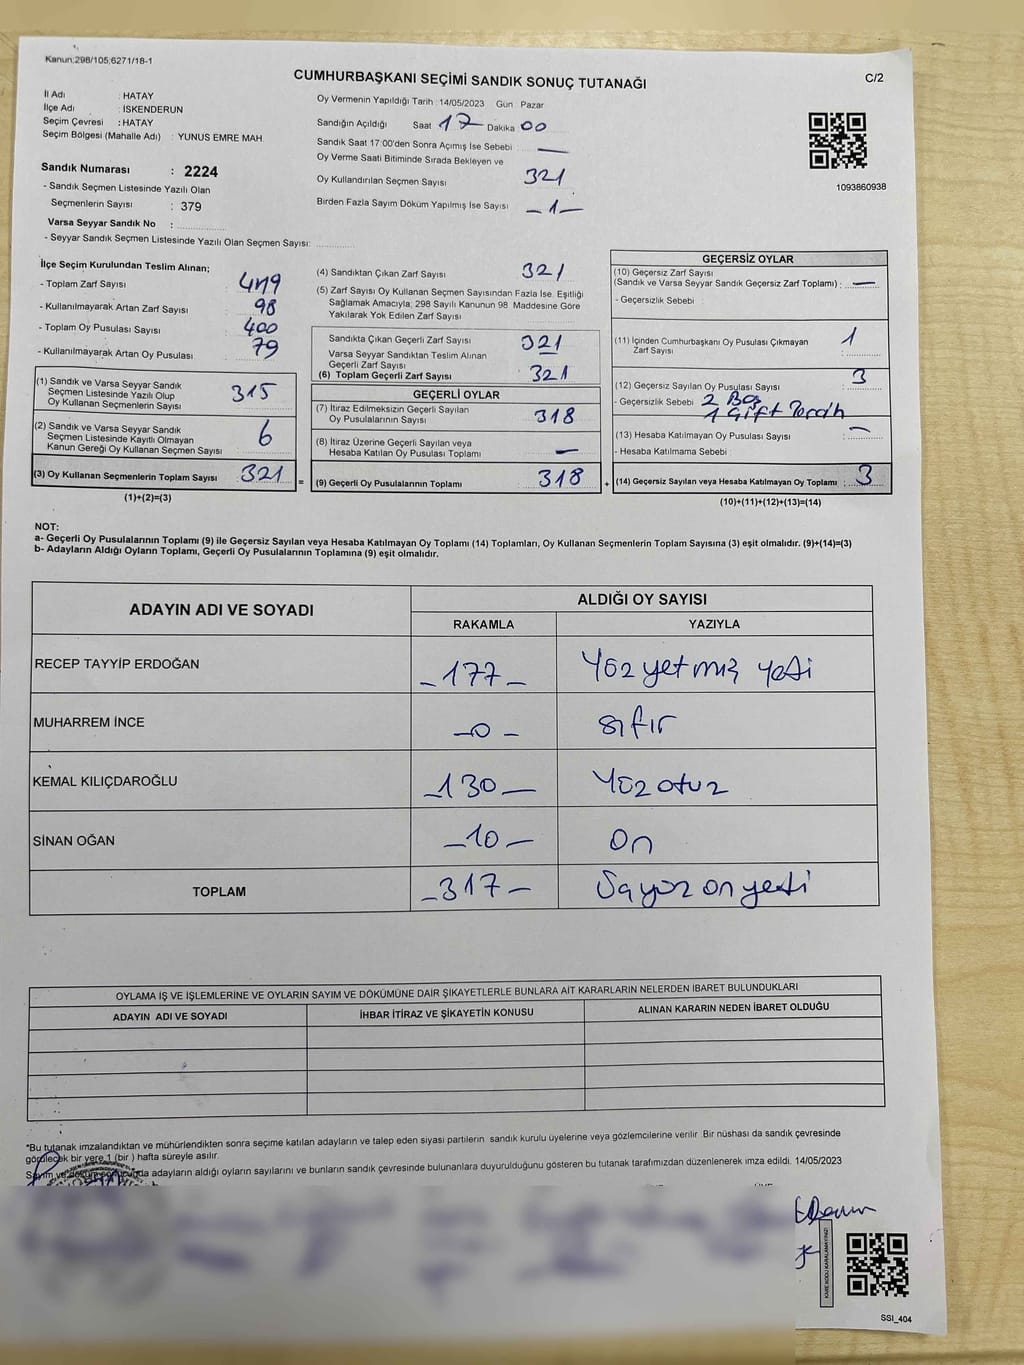 Kanun;298/105;6271/18-1
CUMHURBAŞKANI SEÇİMİ SANDIK SONUÇ TUTANAĞI
C/2
İl Adı : HATAY
İlçe Adı : İSKENDERUN
Seçim Çevresi : HATAY
Seçim Bölgesi (Mahalle Adı) : YUNUS EMRE MAH.
Sandık Numarası : 2224
- Sandık Seçmen Listesinde Yazılı Olan
Seçmenlerin Sayısı : 379
Varsa Seyyar Sandık No :
- Seyyar Sandık Seçmen Listesinde Yazılı Olan Seçmen Sayısı:
Oy Vermenin Yapıldığı Tarih : 14/05/2023 Gün Pazar
Sandığın Açıldığı Saat 17 Dakika 00
Sandık Saat 17:00'den Sonra Açımış İse Sebebi —
Oy Verme Saati Bitiminde Sırada Bekleyen ve
Oy Kullandırılan Seçmen Sayısı 321
Birden Fazla Sayım Döküm Yapılmış İse Sayısı -1-
1093860938
İlçe Seçim Kurulundan Teslim Alınan;
- Toplam Zarf Sayısı : 419
- Kullanılmayarak Artan Zarf Sayısı : 98
- Toplam Oy Pusulası Sayısı : 400
- Kullanılmayarak Artan Oy Pusulası : 79
(1) Sandık ve Varsa Seyyar Sandık
Seçmen Listesinde Yazılı Olup
Oy Kullanan Seçmenlerin Sayısı : 315
(2) Sandık ve Varsa Seyyar Sandık
Seçmen Listesinde Kayıtlı Olmayan
Kanun Gereği Oy Kullanan Seçmen Sayısı : 6
(3) Oy Kullanan Seçmenlerin Toplam Sayısı : 321 =
(1)+(2)=(3)
(4) Sandıktan Çıkan Zarf Sayısı 321
(5) Zarf Sayısı Oy Kullanan Seçmen Sayısından Fazla İse, Eşitliği
Sağlamak Amacıyla; 298 Sayılı Kanunun 98. Maddesine Göre
Yakılarak Yok Edilen Zarf Sayısı
Sandıkta Çıkan Geçerli Zarf Sayısı 321
Varsa Seyyar Sandıktan Teslim Alınan
Geçerli Zarf Sayısı :
(6) Toplam Geçerli Zarf Sayısı 321
GEÇERLİ OYLAR
(7) İtiraz Edilmeksizin Geçerli Sayılan
Oy Pusulalarının Sayısı : 318
(8) İtiraz Üzerine Geçerli Sayılan veya
Hesaba Katılan Oy Pusulası Toplamı : —
(9) Geçerli Oy Pusulalarının Toplamı : 318 +
GEÇERSİZ OYLAR
(10) Geçersiz Zarf Sayısı
(Sandık ve Varsa Seyyar Sandık Geçersiz Zarf Toplamı) : —
- Geçersizlik Sebebi :
(11) İçinden Cumhurbaşkanı Oy Pusulası Çıkmayan 1
Zarf Sayısı :
(12) Geçersiz Sayılan Oy Pusulası Sayısı : 3
- Geçersizlik Sebebi : 2 Boş
1 Çift Tercih
(13) Hesaba Katılmayan Oy Pusulası Sayısı : —
- Hesaba Katılmama Sebebi :
(14) Geçersiz Sayılan veya Hesaba Katılmayan Oy Toplamı : 3
(10)+(11)+(12)+(13)=(14)
NOT:
a- Geçerli Oy Pusulalarının Toplamı (9) ile Geçersiz Sayılan veya Hesaba Katılmayan Oy Toplamı (14) Toplamları, Oy Kullanan Seçmenlerin Toplam Sayısına (3) eşit olmalıdır. (9)+(14)=(3)
b- Adayların Aldığı Oyların Toplamı, Geçerli Oy Pusulalarının Toplamına (9) eşit olmalıdır.
ADAYIN ADI VE SOYADI
ALDIĞI OY SAYISI
RAKAMLA YAZIYLA
RECEP TAYYİP ERDOĞAN -177- Yüz yetmiş yedi
MUHARREM İNCE -0- sıfır
KEMAL KILIÇDAROĞLU -130- Yüz otuz
SİNAN OĞAN -10- On
TOPLAM -317-
OYLAMA İŞ VE İŞLEMLERİNE VE OYLARIN SAYIM VE DÖKÜMÜNE DAİR ŞİKAYETLERLE BUNLARA AİT KARARLARIN NELERDEN İBARET BULUNDUKLARI
ADAYIN ADI VE SOYADI
İHBAR İTİRAZ VE ŞİKAYETİN KONUSU
ALINAN KARARIN NEDEN İBARET OLDUĞU
*Bu tutanak imzalandıktan ve mühürlendikten sonra seçime katılan adayların ve talep eden siyasi partilerin sandık kurulu üyelerine veya gözlemcilerine verilir. Bir nüshası da sandık çevresinde
görülecek bir yere 1 (bir ) hafta süreyle asılır.
Sayım ve döküm sonucunda adayların aldığı oyların sayılarını ve bunların sandık çevresinde bulunanlara duyurulduğunu gösteren bu tutanak tarafımızdan düzenlenerek imza edildi. 14/05/2023
SSI_404